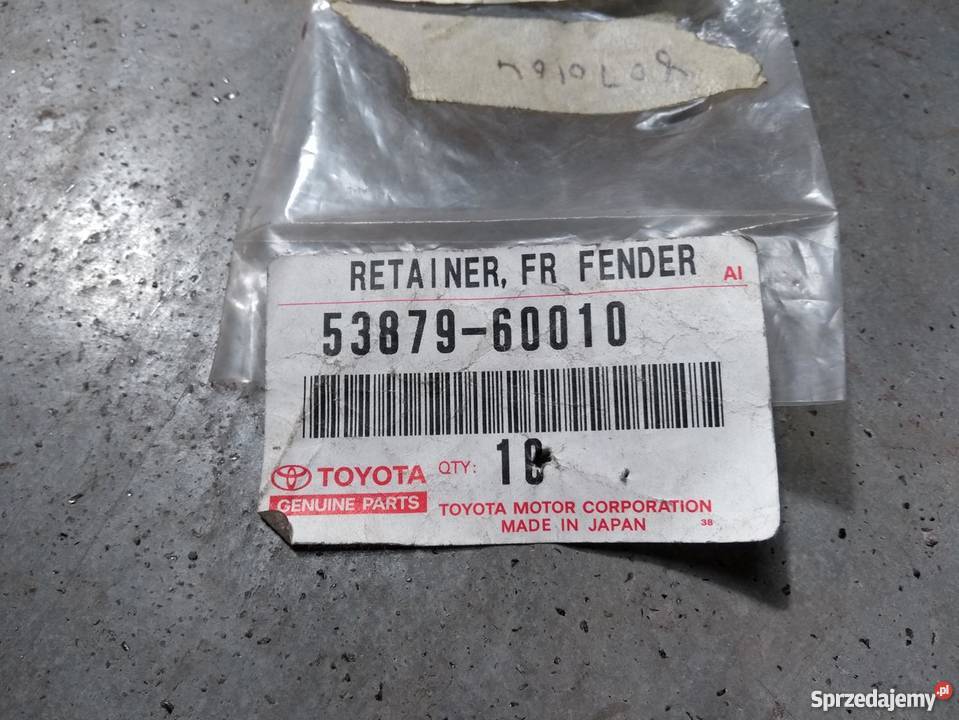 RETAINER, FR FENDER
AI
53879-60010
TOYOTA
QTY: 10
GENUINE PARTS
TOYOTA MOTOR CORPORATION
MADE IN JAPAN
38
Sprzedajemy.pl